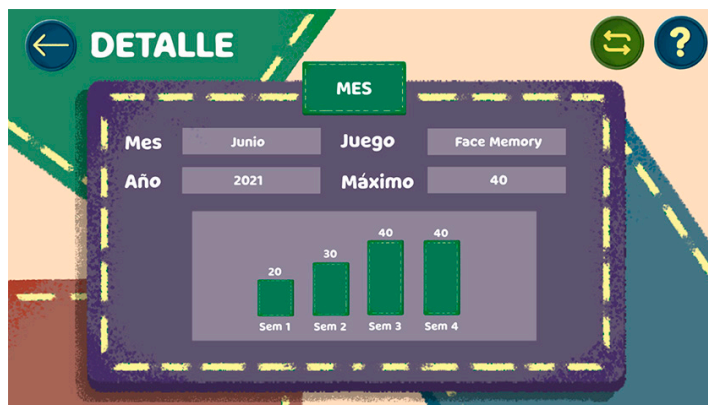 DETALLE
?
MES
Mes Junio Juego Face Memory
Año 2021 Máximo 40
20 30 40 40
Sem 1 Sem 2 Sem 3 Sem 4